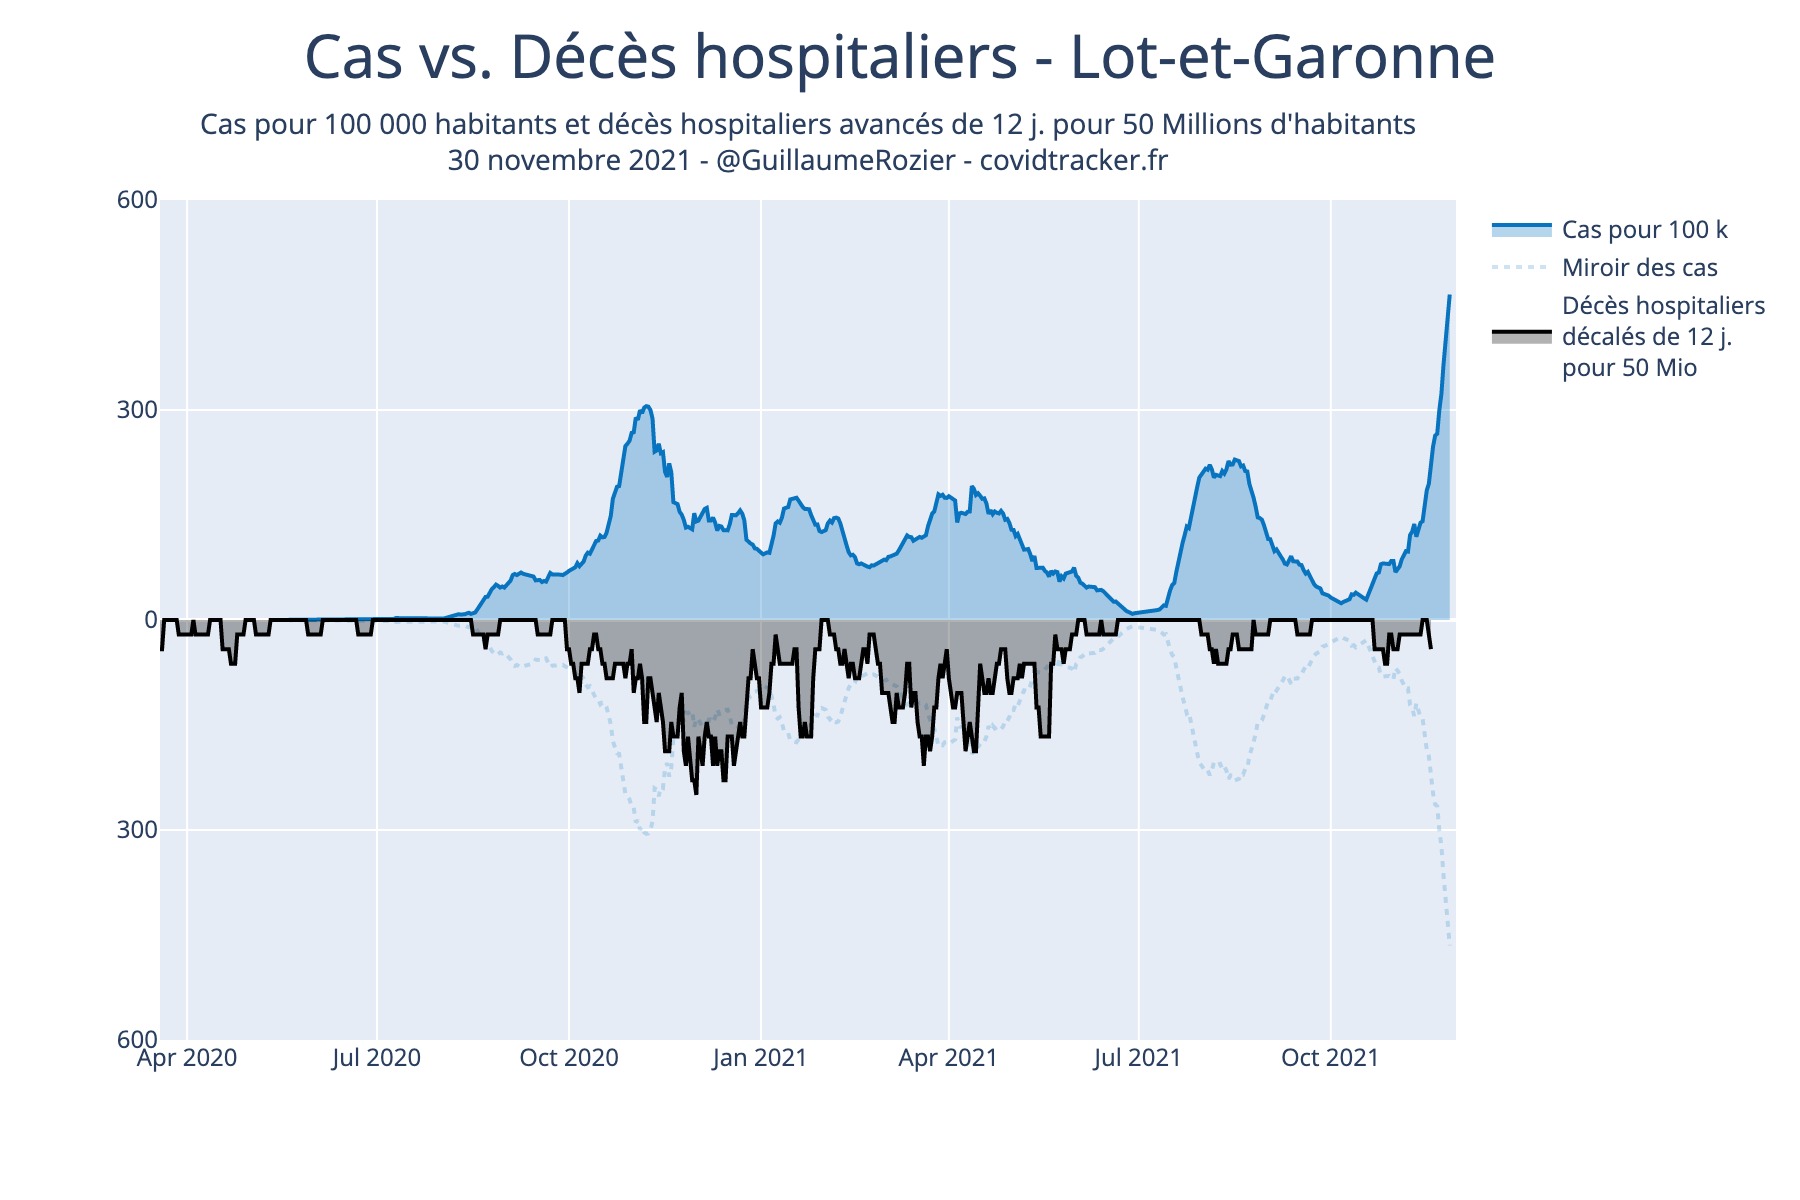 Cas vs. Décès hospitaliers - Lot-et-Garonne
Cas pour 100 000 habitants et décès hospitaliers avancés de 12 j. pour 50 Millions d'habitants
30 novembre 2021 - @GuillaumeRozier - covidtracker.fr
600
300
0
300
600
Apr 2020
Jul 2020
Oct 2020
Jan 2021
Apr 2021
Jul 2021
Oct 2021
Cas pour 100 k
Miroir des cas
Décès hospitaliers
décalés de 12 j.
pour 50 Mio